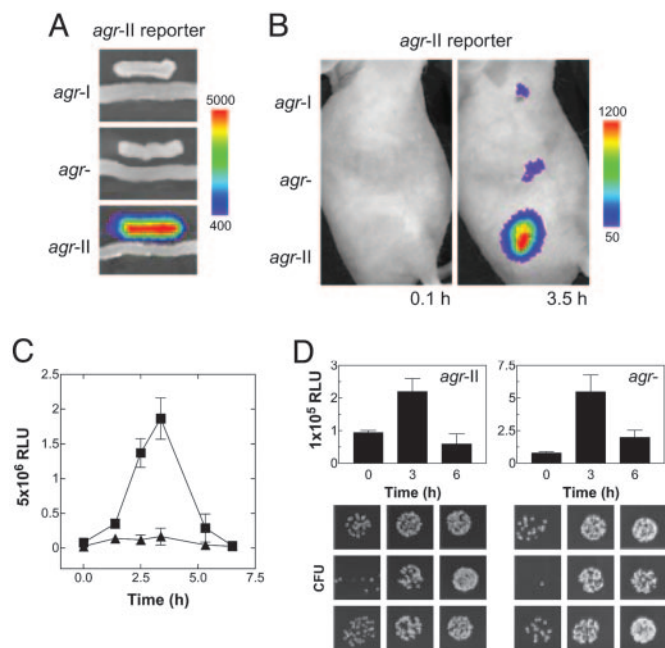 A
agr-II reporter
agr-I
agr-
agr-II
5000
400
B
agr-II reporter
agr-I
agr-
agr-II
0.1 h
3.5 h
1200
50
C
5x10⁶ RLU
2.5
2
1.5
1
0.5
0
0.0
2.5
5.0
7.5
Time (h)
D
1x10⁵ RLU
3
2
1
0
agr-II
0
3
6
Time (h)
7.5
5
2.5
0
agr-
0
3
6
Time (h)
CFU